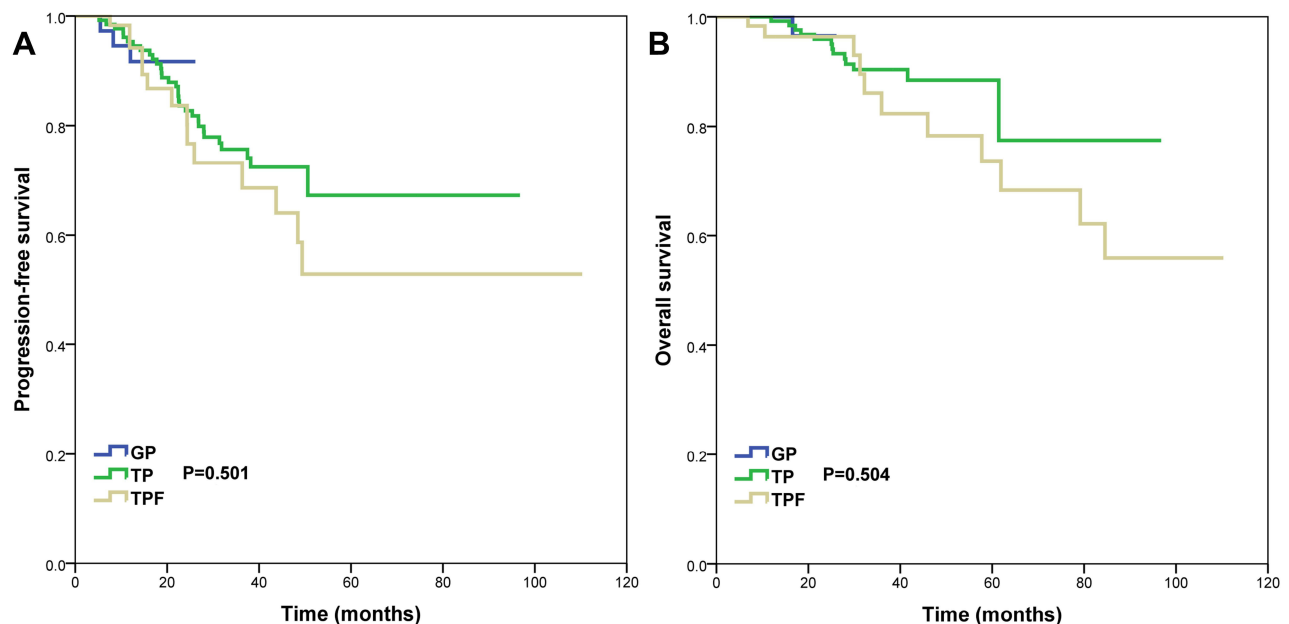 A
Progression-free survival
1.0
0.8
0.6
0.4
0.2
0.0
GP
TP
TPF
P=0.501
0 20 40 60 80 100 120
Time (months)
B
Overall survival
1.0
0.8
0.6
0.4
0.2
0.0
GP
TP
TPF
P=0.504
0 20 40 60 80 100 120
Time (months)